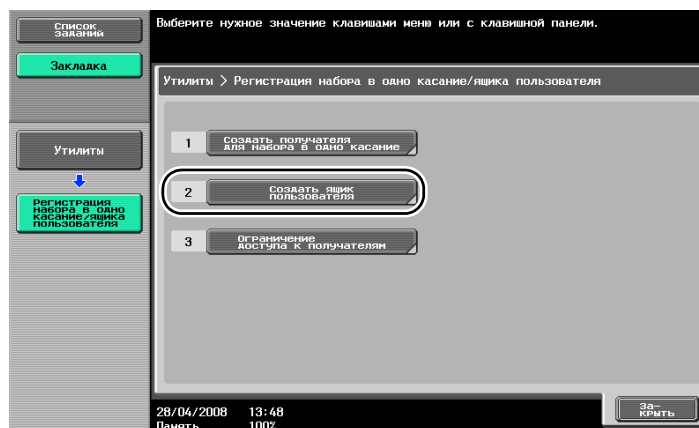 Список
заданий
Выберите нужное значение клавишами меню или с клавишной панели.
Закладка
Утилиты > Регистрация набора в одно касание/ящика пользователя
1 Создать получателя
для набора в одно касание
Утилиты
2 Создать ящик
пользователя
Регистрация
набора в одно
касание/ящика
пользователя
3 Ограничение
доступа к получателям
За-
крыть
28/04/2008 13:48
Память 100%